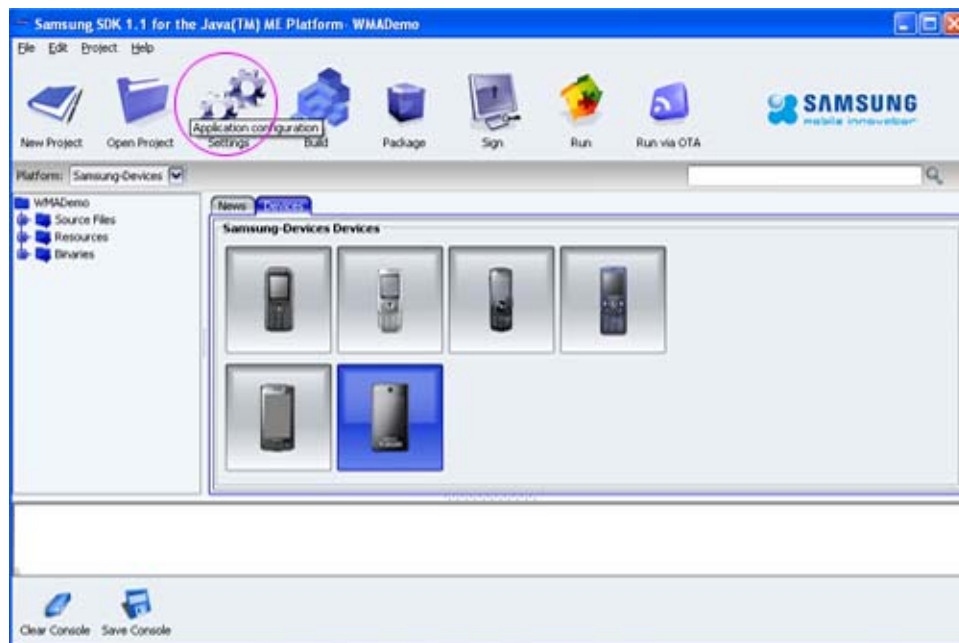 Samsung SDK 1.1 for the Java(TM) ME Platform- WMADemo
File Edit Project Help
Application configuration
New Project Open Project Settings Build Package Sign Run Run via OTA
SAMSUNG
mobile innovator
Platform: Samsung-Devices
WMADemo
Source Files
Resources
Binaries
News Devices
Samsung-Devices Devices
Clear Console Save Console